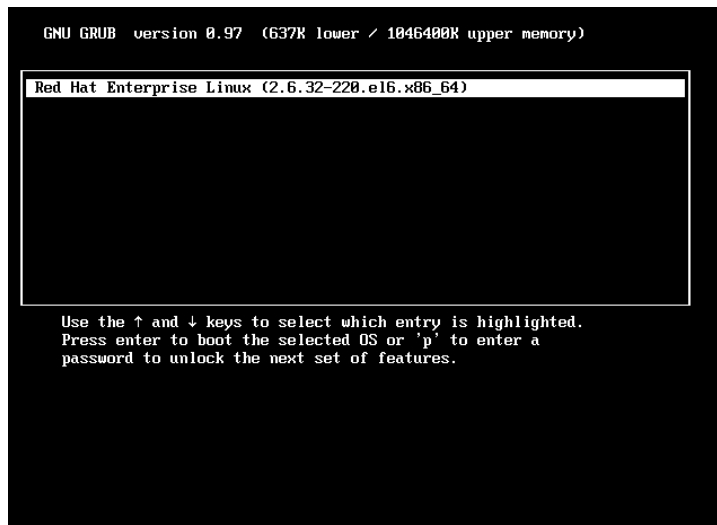 GNU GRUB  version 0.97  (637K lower / 1046400K upper memory)
Red Hat Enterprise Linux (2.6.32-220.el6.x86_64)
Use the ↑ and ↓ keys to select which entry is highlighted.
Press enter to boot the selected OS or 'p' to enter a
password to unlock the next set of features.